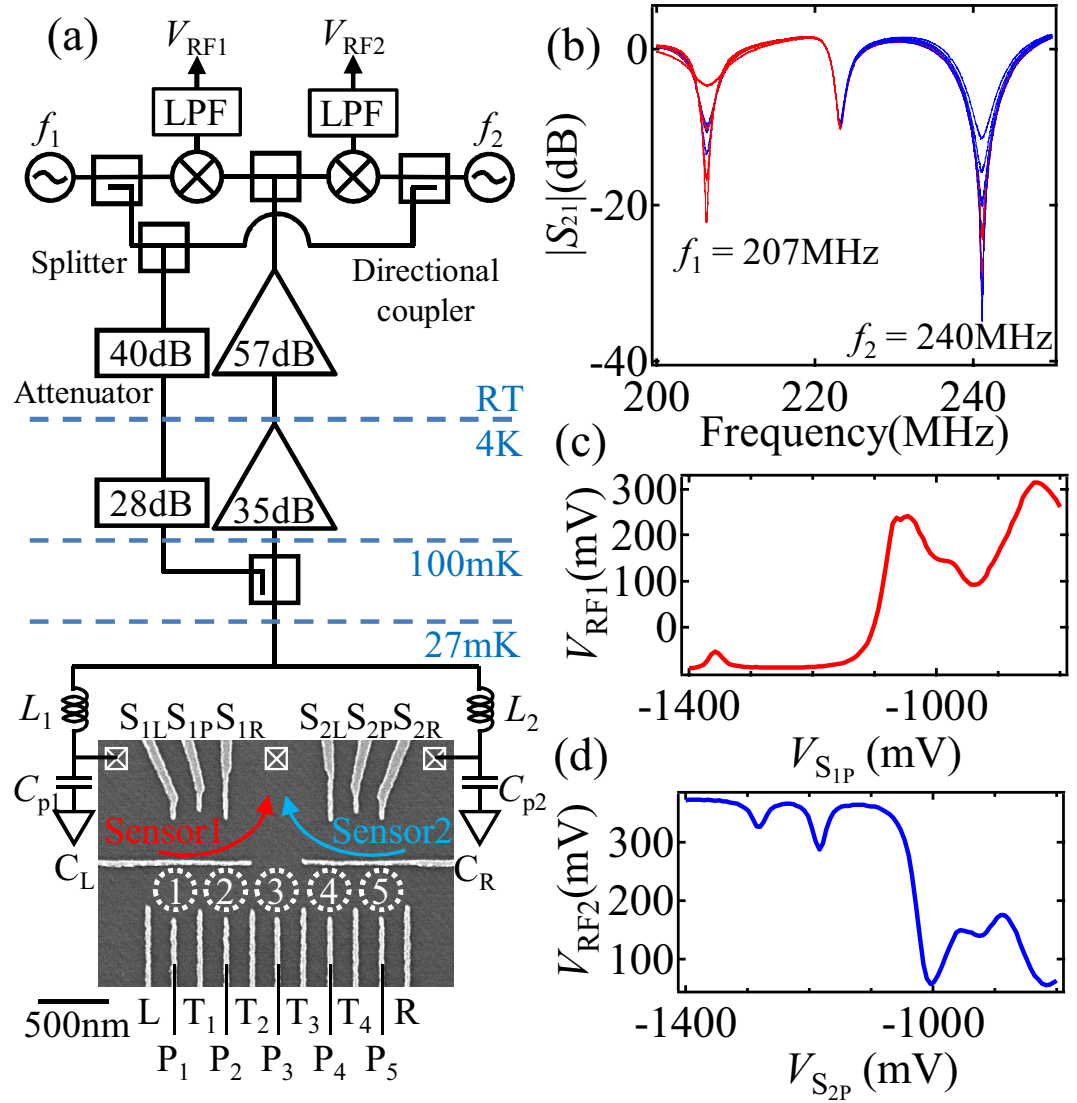 (a)
V_RF1
V_RF2
LPF
LPF
f_1
f_2
Splitter
Directional
coupler
40dB
57dB
Attenuator
RT
4K
28dB
35dB
100mK
27mK
L_1
S_1L S_1P S_1R
S_2L S_2P S_2R
L_2
C_p1
C_p2
Sensor1
Sensor2
C_L
C_R
1 2 3 4 5
500nm
L T_1 T_2 T_3 T_4 R
P_1 P_2 P_3 P_4 P_5
(b)
|S_21|(dB)
0
-20
-40
f_1 = 207MHz
f_2 = 240MHz
200 220 240
Frequency(MHz)
(c)
V_RF1(mV)
300
200
100
0
-1400 -1000
V_S1P (mV)
(d)
V_RF2(mV)
300
200
100
-1400 -1000
V_S2P (mV)